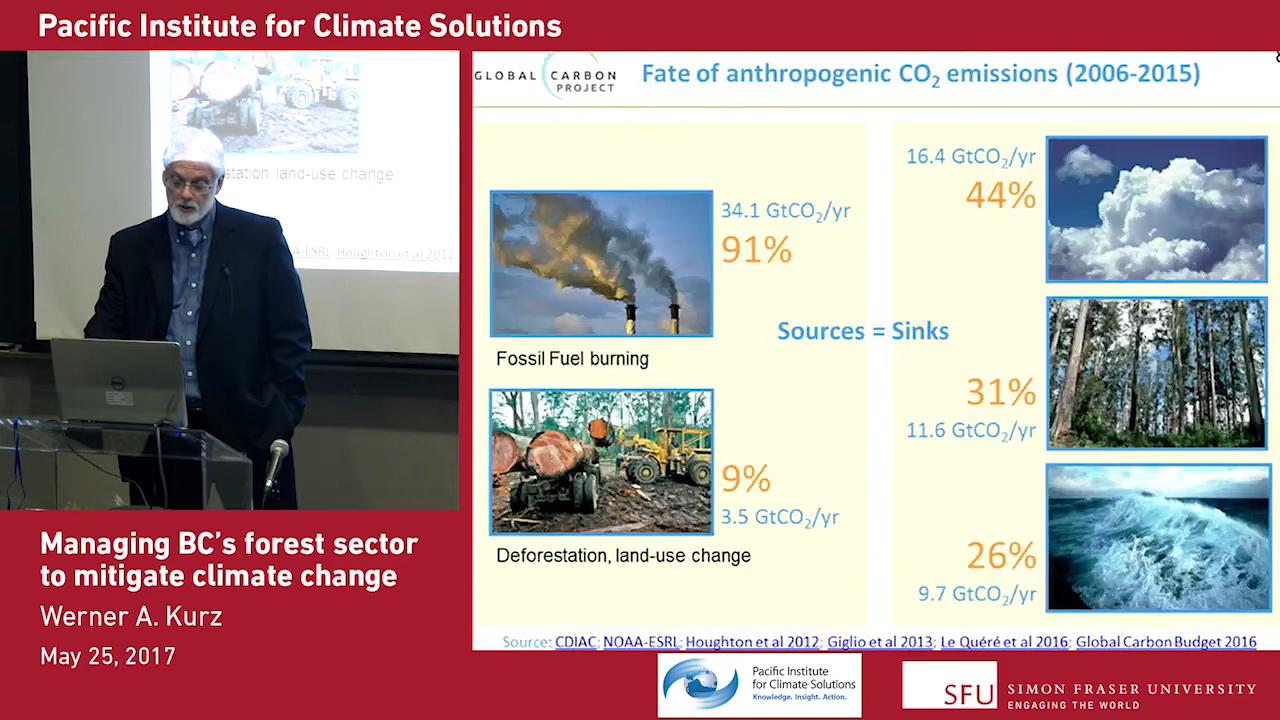 Pacific Institute for Climate Solutions
station, land-use change
A-ESRL Houghton et al 2012
GLOBAL CARBON
PROJECT
Fate of anthropogenic CO₂ emissions (2006-2015)
34.1 GtCO₂/yr
91%
Fossil Fuel burning
9%
3.5 GtCO₂/yr
Deforestation, land-use change
Sources = Sinks
16.4 GtCO₂/yr
44%
31%
11.6 GtCO₂/yr
26%
9.7 GtCO₂/yr
Source: CDIAC; NOAA-ESRL; Houghton et al 2012; Giglio et al 2013; Le Quéré et al 2016; Global Carbon Budget 2016
Managing BC's forest sector
to mitigate climate change
Werner A. Kurz
May 25, 2017
Pacific Institute
for Climate Solutions
Knowledge. Insight. Action.
SFU
SIMON FRASER UNIVERSITY
ENGAGING THE WORLD